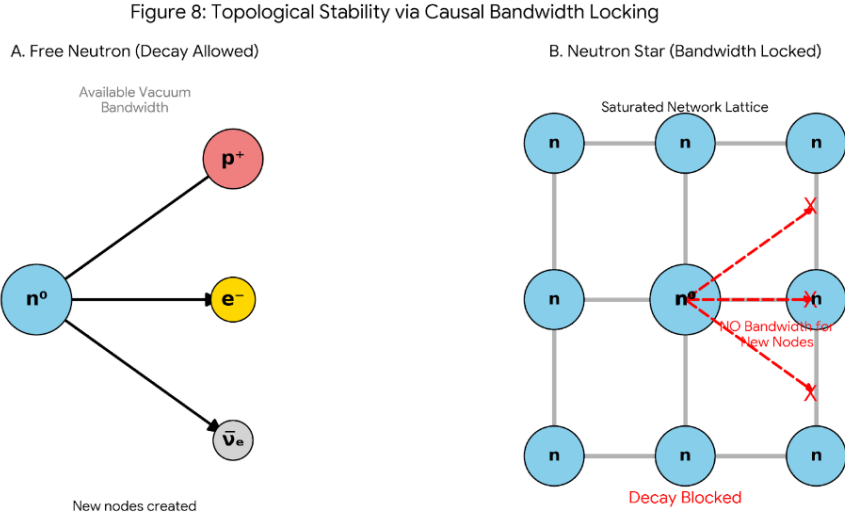 Figure 8: Topological Stability via Causal Bandwidth Locking
A. Free Neutron (Decay Allowed)
Available Vacuum
Bandwidth
p⁺
n⁰
e⁻
ν̄ₑ
New nodes created
B. Neutron Star (Bandwidth Locked)
Saturated Network Lattice
n n n
X
n n⁰ X n
NO Bandwidth for
New Nodes
X
n n n
Decay Blocked